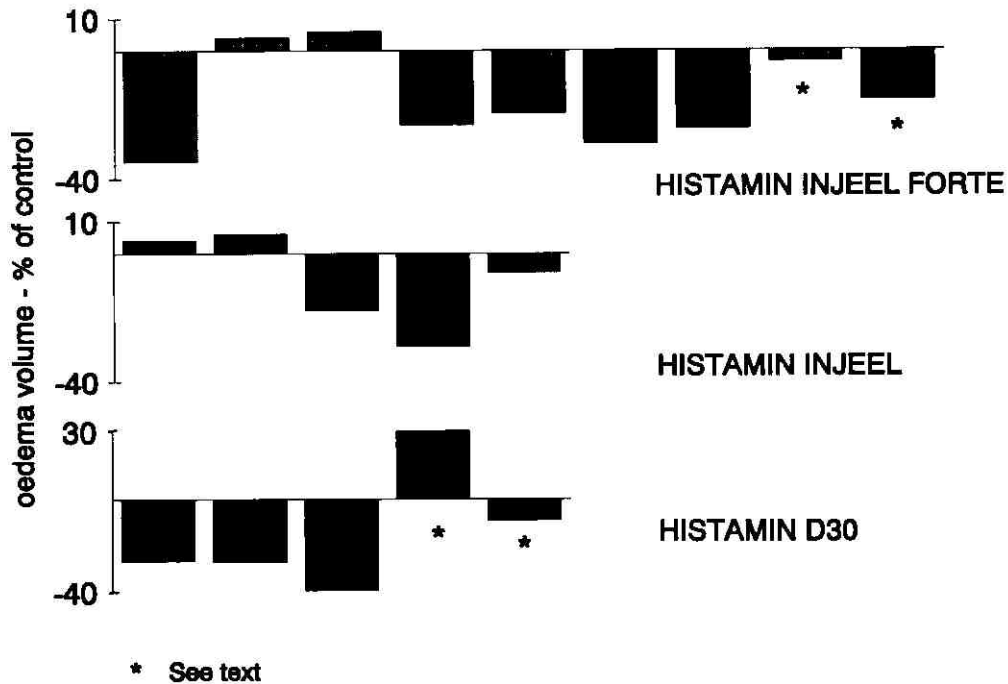 oedema volume - % of control
10
* *
-40
HISTAMIN INJEEL FORTE
10
-40
HISTAMIN INJEEL
30
* *
-40
HISTAMIN D30
* See text